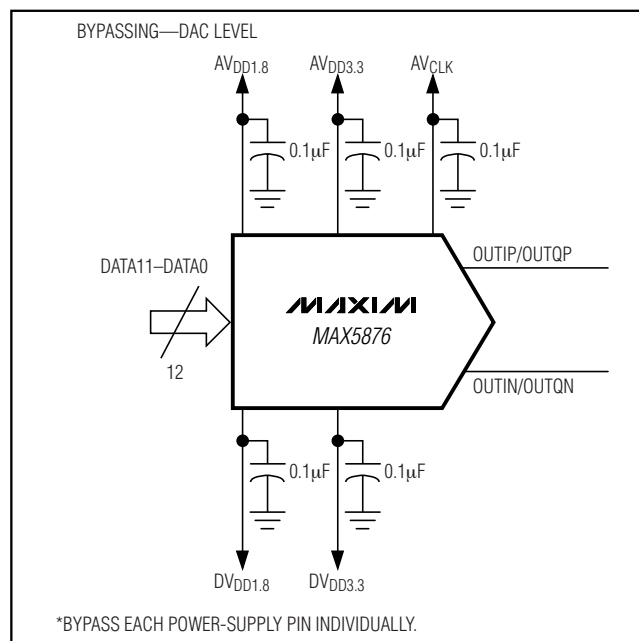 BYPASSING—DAC LEVEL
AVDD1.8 AVDD3.3 AVCLK
0.1µF 0.1µF 0.1µF
DATA11–DATA0
OUTIP/OUTQP
MAXIM
MAX5876
12
OUTIN/OUTQN
0.1µF 0.1µF
DVDD1.8 DVDD3.3
*BYPASS EACH POWER-SUPPLY PIN INDIVIDUALLY.